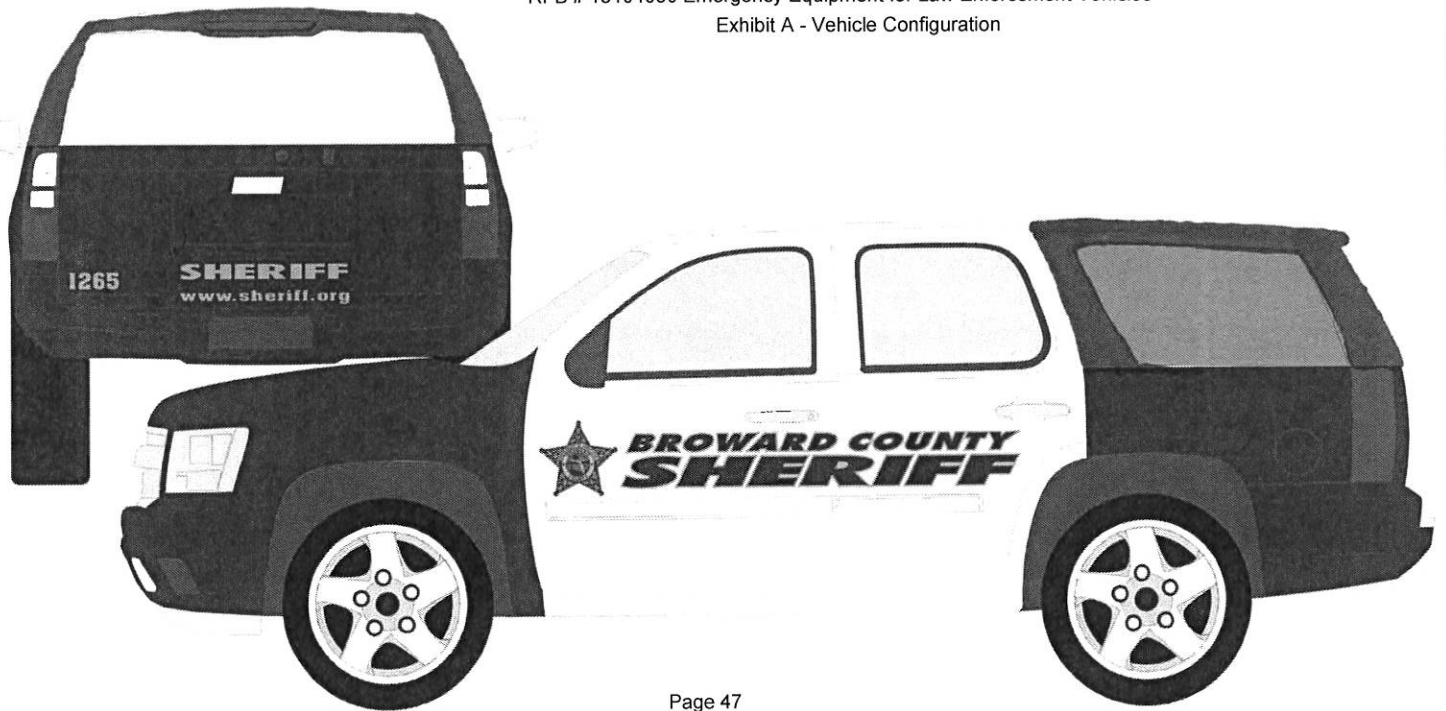 Exhibit A - Vehicle Configuration
1265
SHERIFF
www.sheriff.org
BROWARD COUNTY
SHERIFF
Page 47